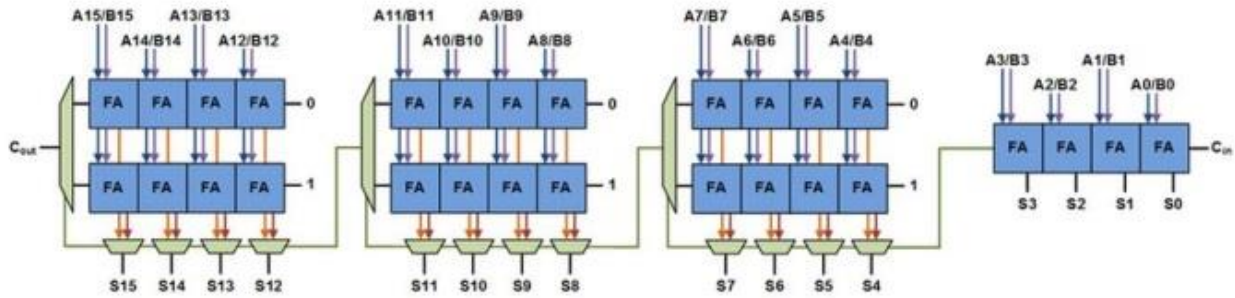 A15/B15 A13/B13 A11/B11 A9/B9 A7/B7 A5/B5
A14/B14 A12/B12 A10/B10 A8/B8 A6/B6 A4/B4
A3/B3 A1/B1
A2/B2 A0/B0
FA FA FA FA 0 FA FA FA FA 0 FA FA FA FA 0
Cout FA FA FA FA Cin
FA FA FA FA 1 FA FA FA FA 1 FA FA FA FA 1
S3 S2 S1 S0
S15 S14 S13 S12 S11 S10 S9 S8 S7 S6 S5 S4